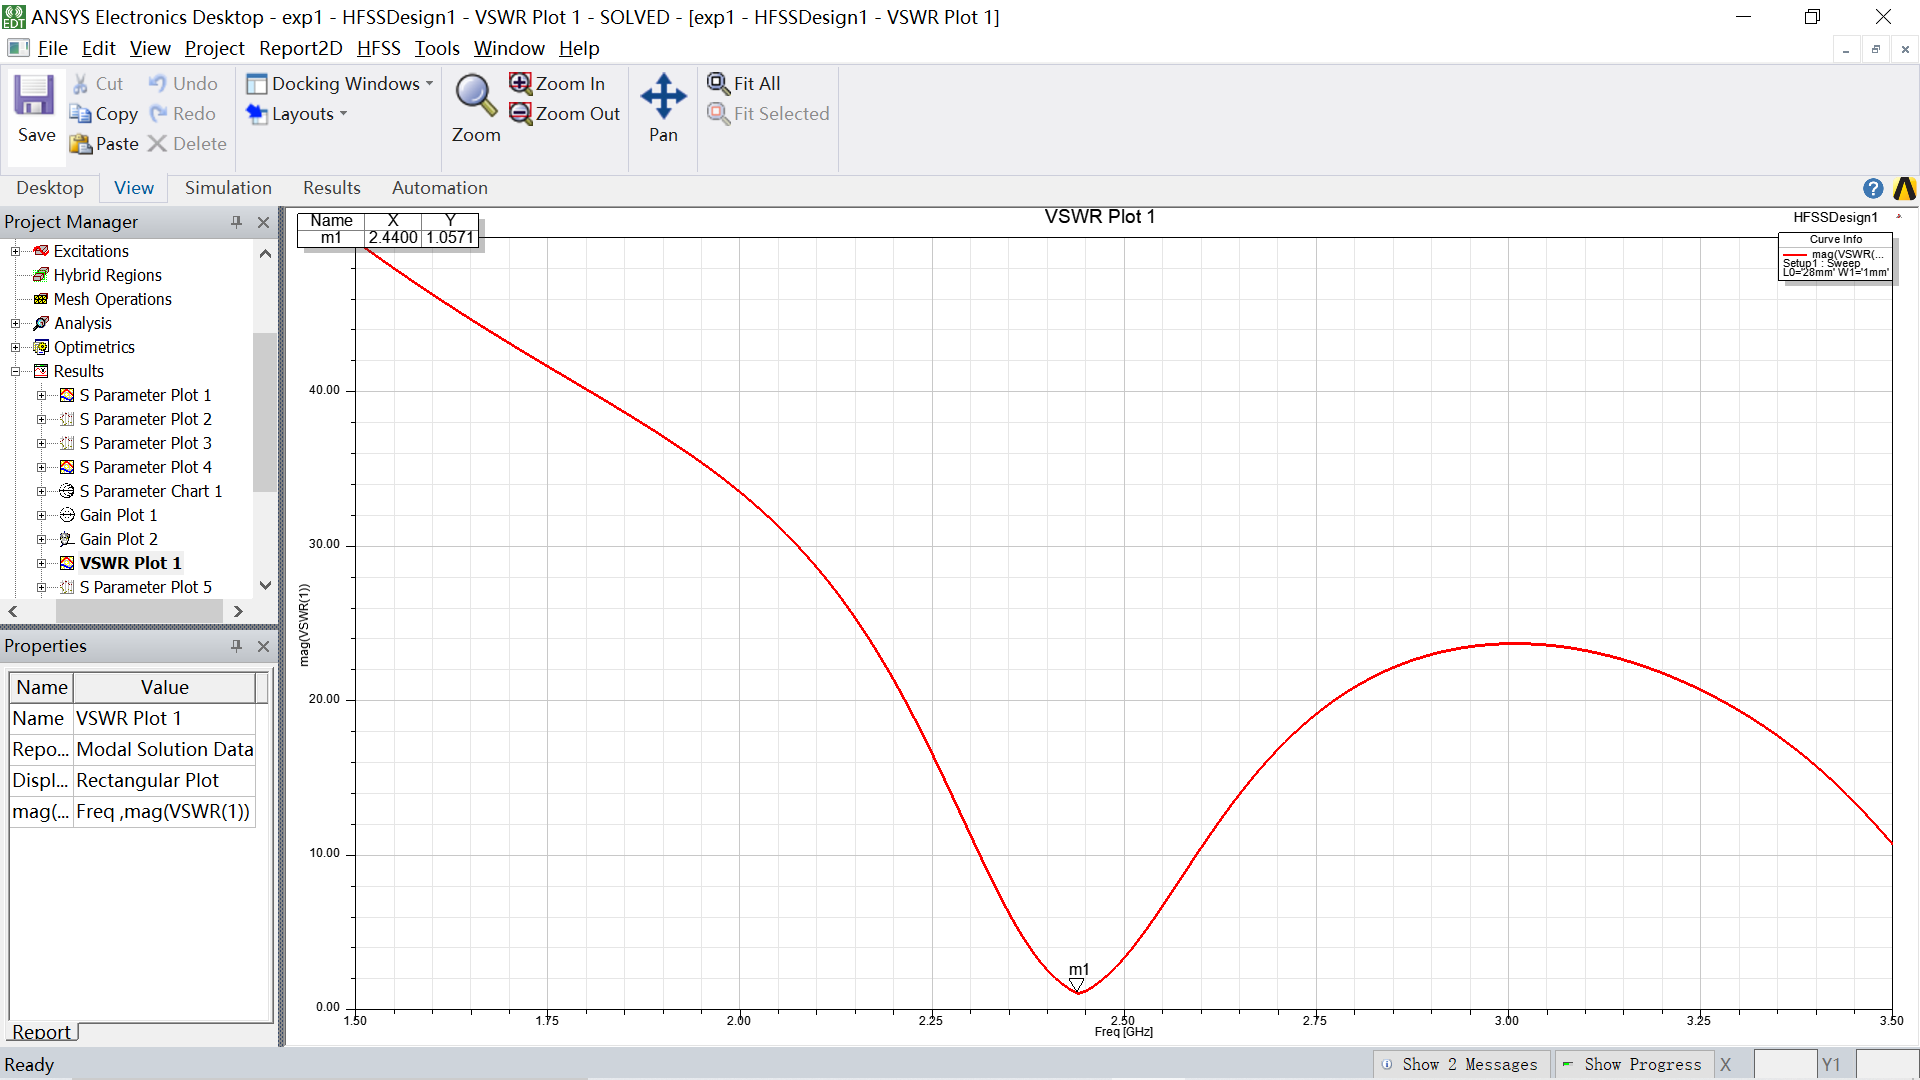 ANSYS Electronics Desktop - exp1 - HFSSDesign1 - VSWR Plot 1 - SOLVED - [exp1 - HFSSDesign1 - VSWR Plot 1]
File Edit View Project Report2D HFSS Tools Window Help
Save
Cut
Copy
Paste
Undo
Redo
Delete
Docking Windows
Layouts
Zoom
Zoom In
Zoom Out
Pan
Fit All
Fit Selected
Desktop View Simulation Results Automation
Project Manager
Excitations
Hybrid Regions
Mesh Operations
Analysis
Optimetrics
Results
S Parameter Plot 1
S Parameter Plot 2
S Parameter Plot 3
S Parameter Plot 4
S Parameter Chart 1
Gain Plot 1
Gain Plot 2
VSWR Plot 1
S Parameter Plot 5
Properties
Name Value
Name VSWR Plot 1
Repo... Modal Solution Data
Displ... Rectangular Plot
mag(... Freq ,mag(VSWR(1))
Report
VSWR Plot 1
HFSSDesign1
Name X Y
m1 2.4400 1.0571
Curve Info
mag(VSWR(...
Setup1 : Sweep
L0='28mm' W1='1mm'
40.00
30.00
20.00
10.00
0.00
mag(VSWR(1))
m1
1.50 1.75 2.00 2.25 2.50 2.75 3.00 3.25 3.50
Freq [GHz]
Ready
Show 2 Messages
Show Progress
X
Y1
EDT